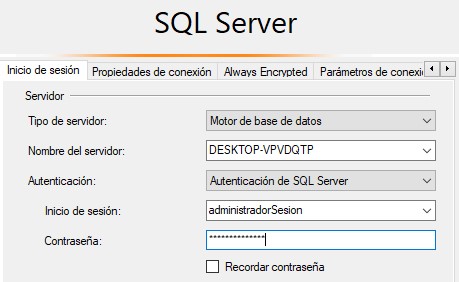 SQL Server
Inicio de sesión Propiedades de conexión Always Encrypted Parámetros de conexi
Servidor
Tipo de servidor: Motor de base de datos
Nombre del servidor: DESKTOP-VPVDQTP
Autenticación: Autenticación de SQL Server
Inicio de sesión: administradorSesion
Contraseña: **************
Recordar contraseña